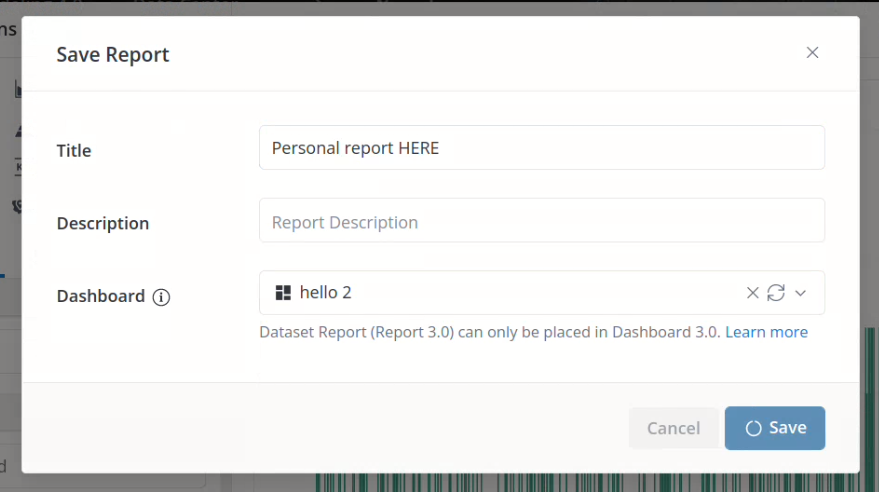 ms
Save Report
Title
Personal report HERE
Description
Report Description
Dashboard
hello 2
Dataset Report (Report 3.0) can only be placed in Dashboard 3.0. Learn more
Cancel
Save